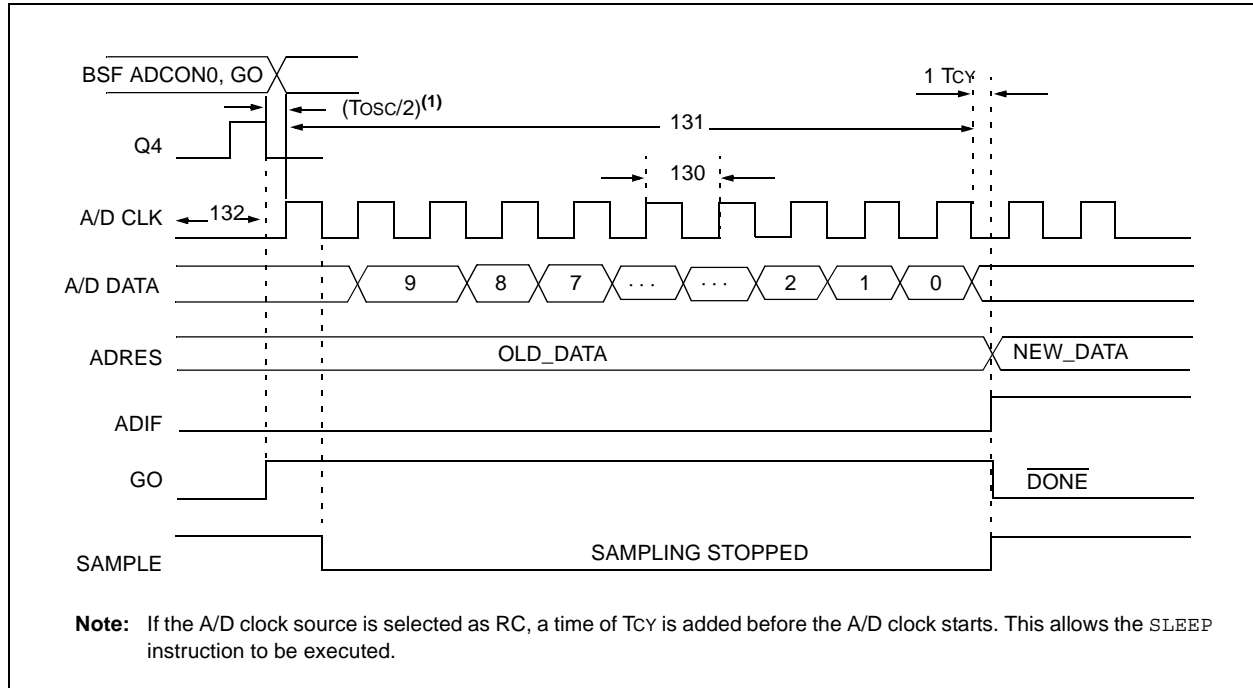 BSF ADCON0, GO
1 TCY
(TOSC/2)(1)
131
Q4
130
A/D CLK
132
A/D DATA
9 8 7 . . . . . . 2 1 0
ADRES
OLD_DATA
NEW_DATA
ADIF
GO
DONE
SAMPLE
SAMPLING STOPPED
Note: If the A/D clock source is selected as RC, a time of TCY is added before the A/D clock starts. This allows the SLEEP
instruction to be executed.